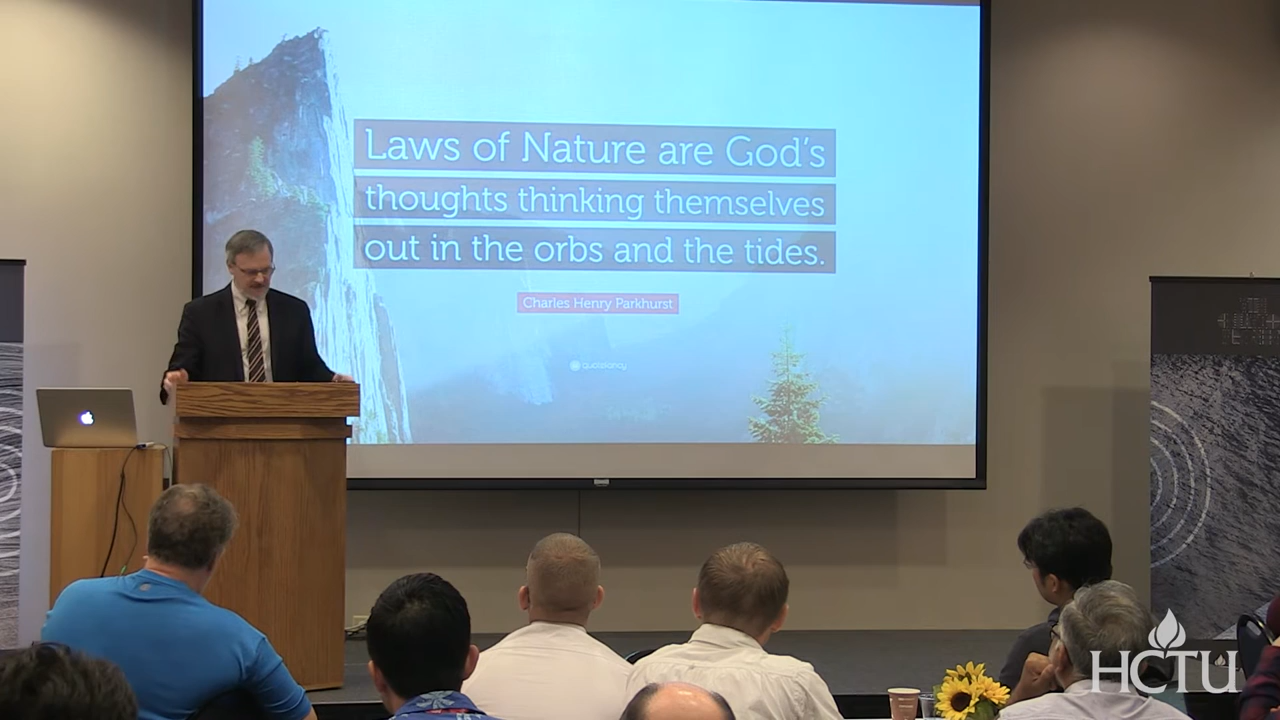 Laws of Nature are God's
thoughts thinking themselves
out in the orbs and the tides.
Charles Henry Parkhurst
quotefancy
HCTU